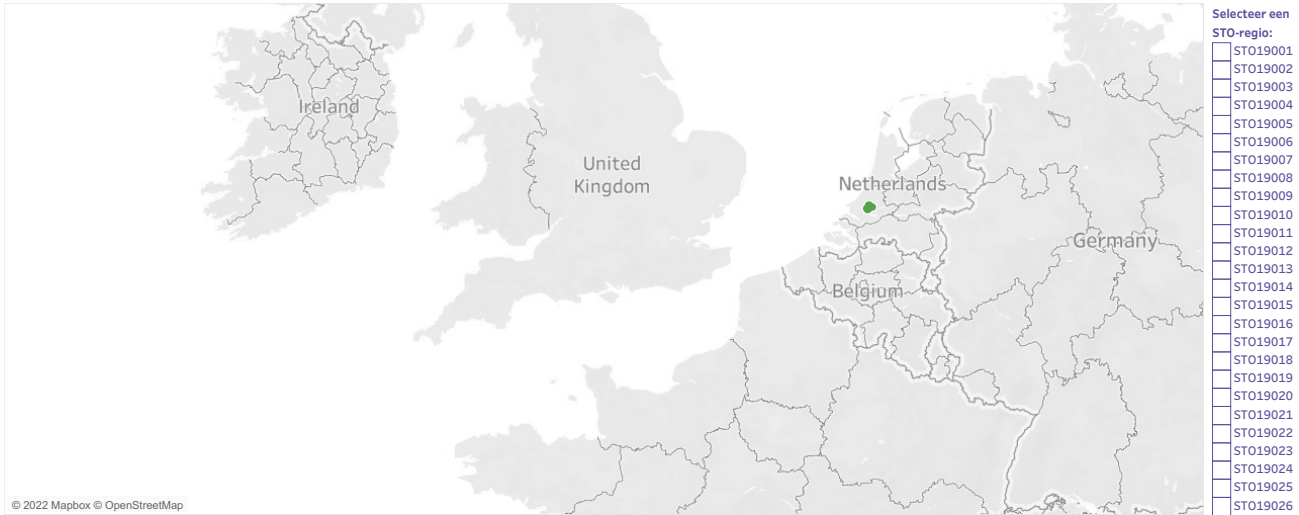 Ireland
United
Kingdom
Netherlands
Germany
Belgium
© 2022 Mapbox © OpenStreetMap
Selecteer een
STO-regio:
STO19001
STO19002
STO19003
STO19004
STO19005
STO19006
STO19007
STO19008
STO19009
STO19010
STO19011
STO19012
STO19013
STO19014
STO19015
STO19016
STO19017
STO19018
STO19019
STO19020
STO19021
STO19022
STO19023
STO19024
STO19025
STO19026